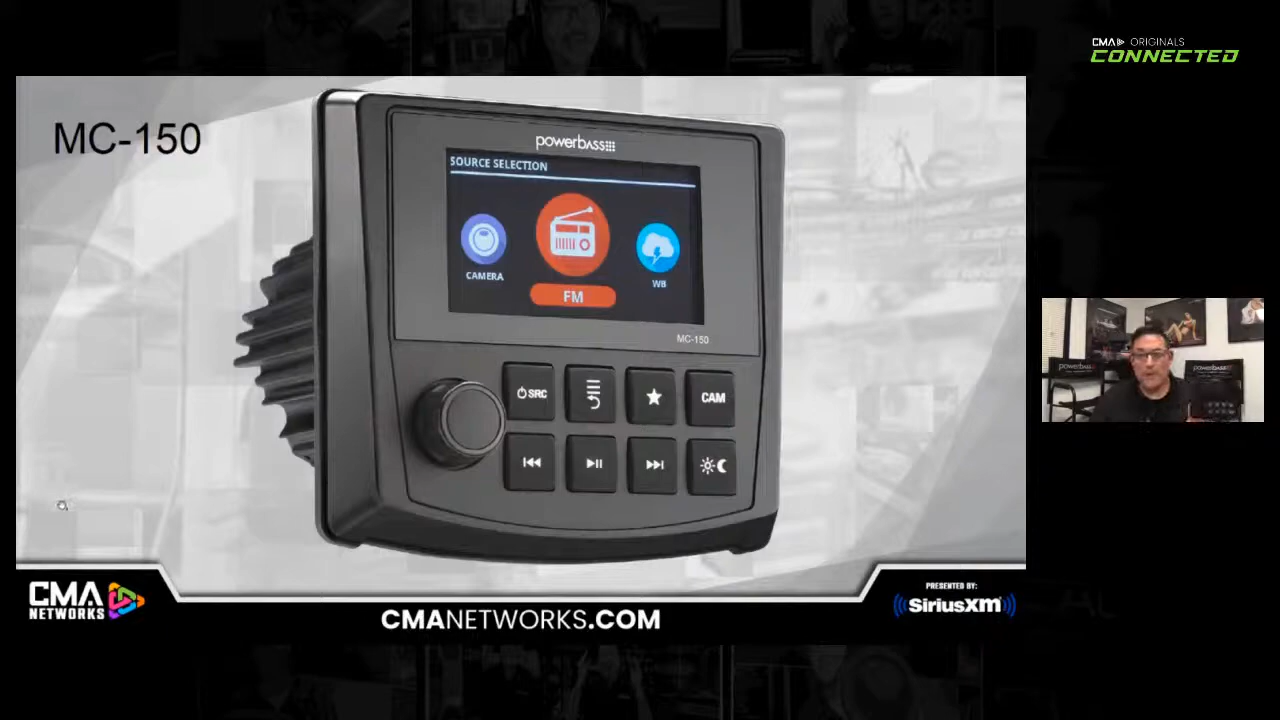 CMA ORIGINALS
CONNECTED
MC-150
powerbass
SOURCE SELECTION
CAMERA
FM
WB
MC-150
SRC
CAM
powerbass
CMA
NETWORKS
CMANETWORKS.COM
PRESENTED BY:
SiriusXM